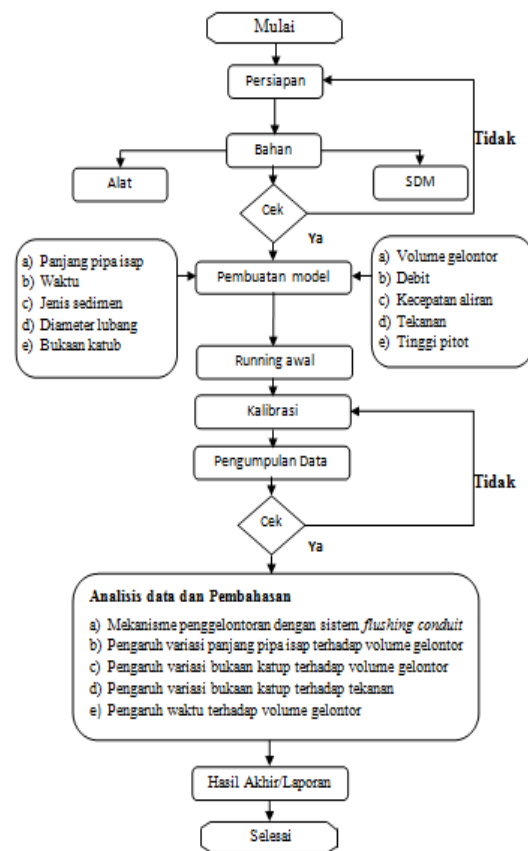 Mulai
Persiapan
Tidak
Bahan
Alat
SDM
Cek
Ya
a) Panjang pipa isap
b) Waktu
c) Jenis sedimen
d) Diameter lubang
e) Bukaan katub
Pembuatan model
a) Volume gelontor
b) Debit
c) Kecepatan aliran
d) Tekanan
e) Tinggi pitot
Running awal
Kalibrasi
Pengumpulan Data
Tidak
Cek
Ya
Analisis data dan Pembahasan
a) Mekanisme penggelontoran dengan sistem flushing conduit
b) Pengaruh variasi panjang pipa isap terhadap volume gelontor
c) Pengaruh variasi bukaan katup terhadap volume gelontor
d) Pengaruh variasi bukaan katup terhadap tekanan
e) Pengaruh waktu terhadap volume gelontor
Hasil Akhir/Laporan
Selesai